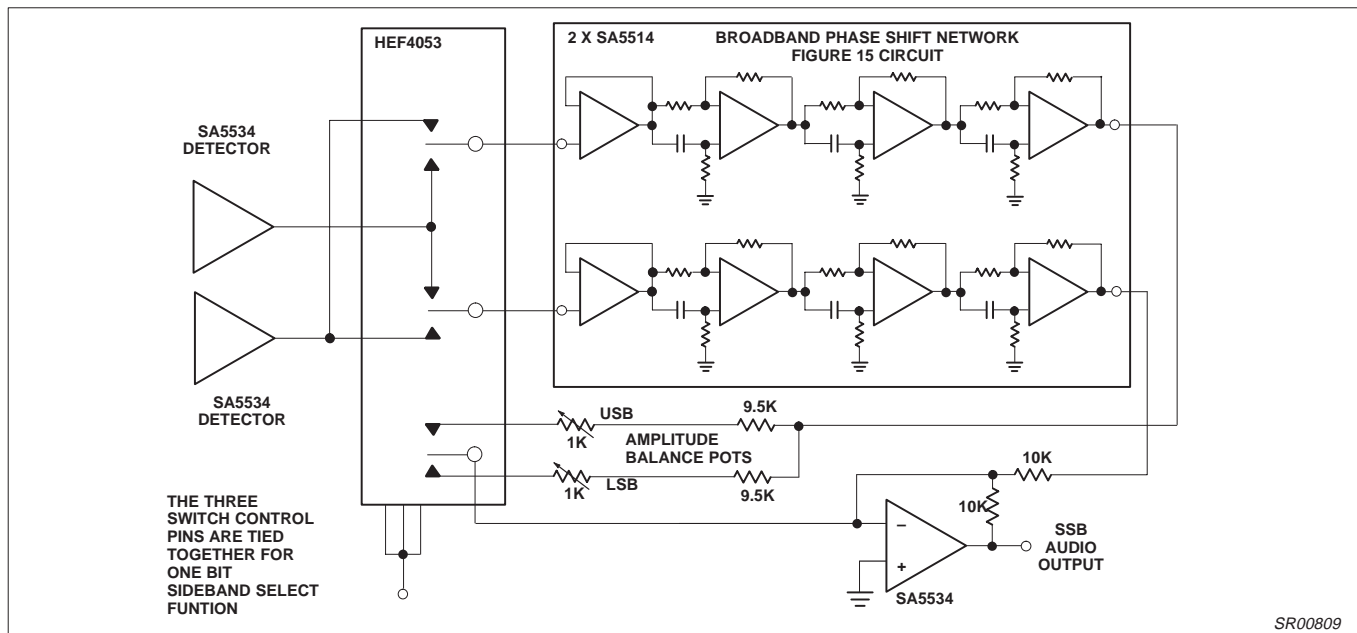 HEF4053
2 X SA5514
BROADBAND PHASE SHIFT NETWORK
FIGURE 15 CIRCUIT
SA5534
DETECTOR
SA5534
DETECTOR
USB
1K
9.5K
AMPLITUDE
BALANCE POTS
LSB
1K
9.5K
10K
10K
THE THREE
SWITCH CONTROL
PINS ARE TIED
TOGETHER FOR
ONE BIT
SIDEBAND SELECT
FUNTION
–
+
SA5534
SSB
AUDIO
OUTPUT
SR00809